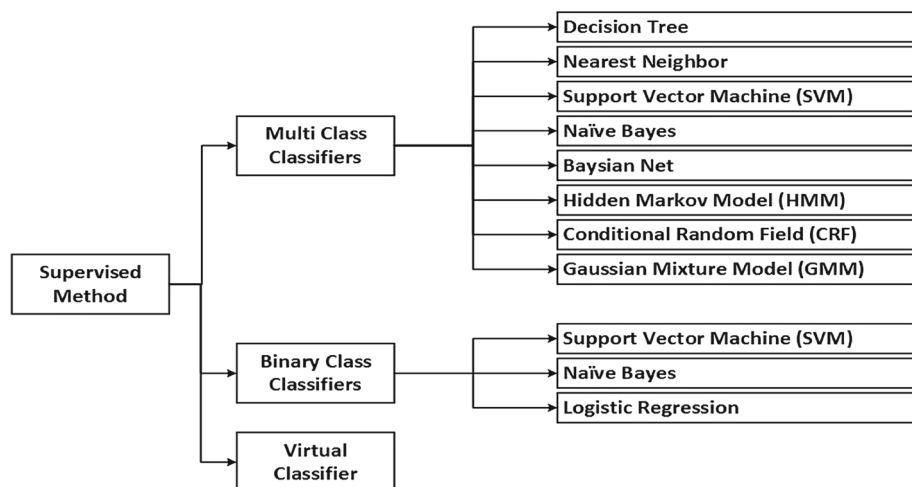 Supervised
Method
Multi Class
Classifiers
Decision Tree
Nearest Neighbor
Support Vector Machine (SVM)
Naïve Bayes
Baysian Net
Hidden Markov Model (HMM)
Conditional Random Field (CRF)
Gaussian Mixture Model (GMM)
Binary Class
Classifiers
Support Vector Machine (SVM)
Naïve Bayes
Logistic Regression
Virtual
Classifier